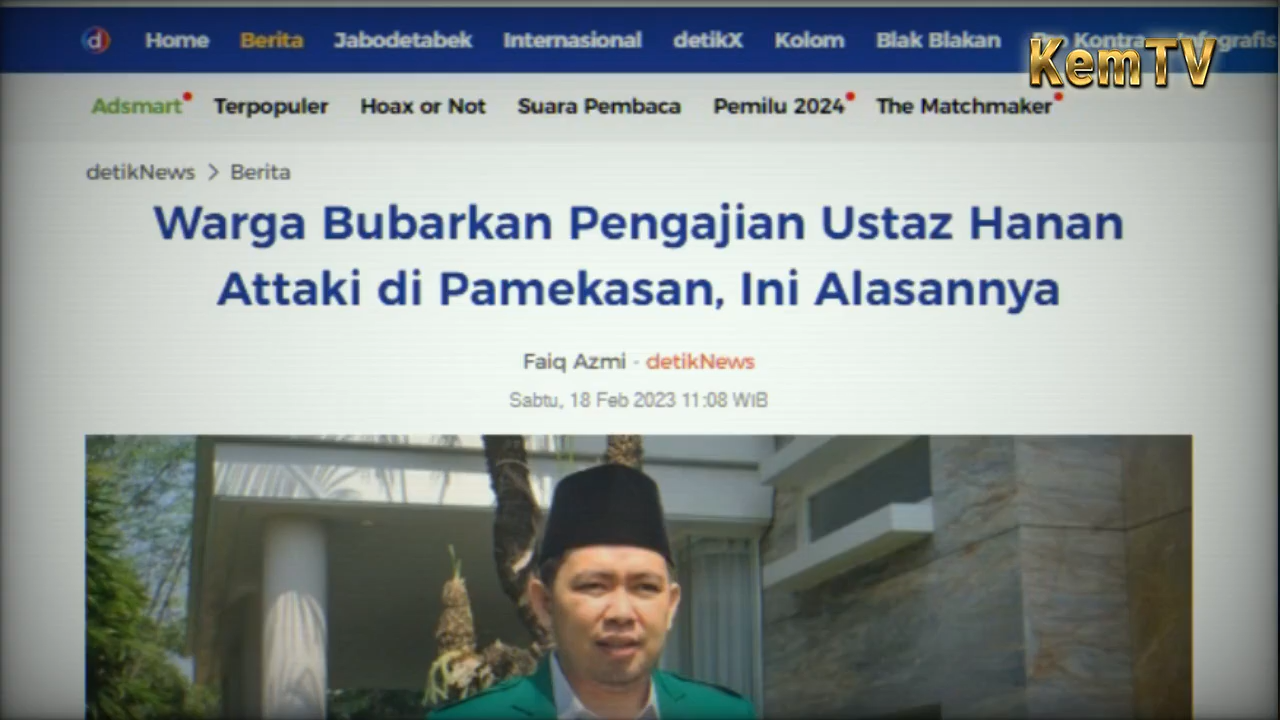 d Home Berita Jabodetabek Internasional detikX Kolom Blak Blakan Kontra Infografis
KemTV
Adsmart Terpopuler Hoax or Not Suara Pembaca Pemilu 2024 The Matchmaker
detikNews > Berita
Warga Bubarkan Pengajian Ustaz Hanan
Attaki di Pamekasan, Ini Alasannya
Faiq Azmi - detikNews
Sabtu, 18 Feb 2023 11:08 WIB